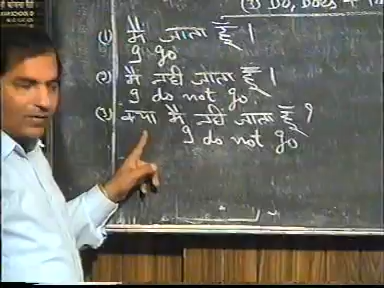 (3) Do, Does
(1) मैं जाता हूँ ।
I go
(2) मैं नहीं जाता हूँ ।
I do not go.
(3) क्या मैं नहीं जाता हूँ ?
I do not go